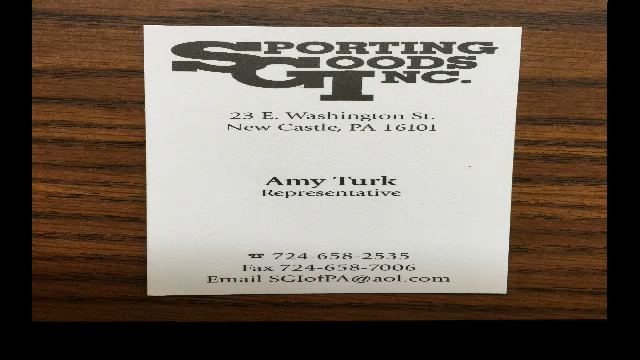 SPORTING
GOODS
INC.
23 E. Washington St.
New Castle, PA 16101
Amy Turk
Representative
☎ 724-658-2535
Fax 724-658-7006
Email SGIofPA@aol.com